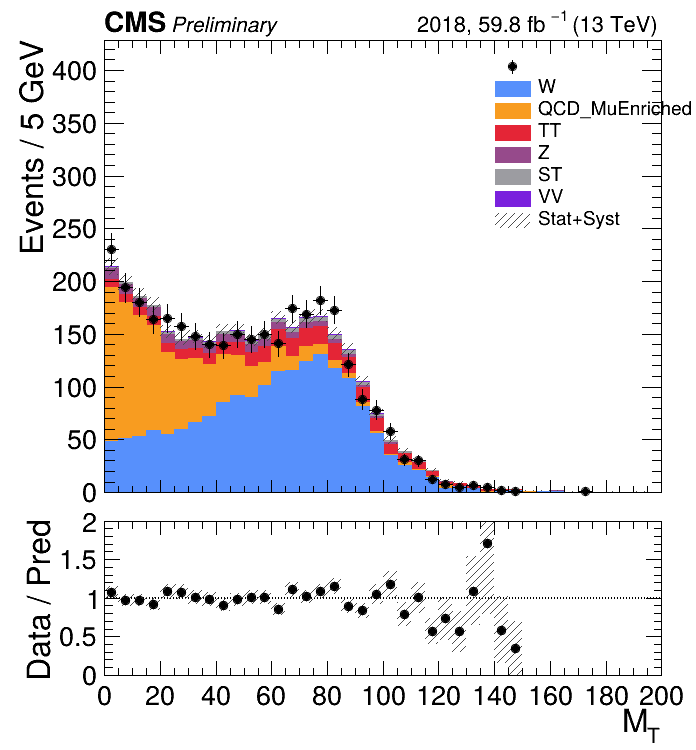 CMS Preliminary 2018, 59.8 fb⁻¹ (13 TeV)
Events / 5 GeV
400
350
300
250
200
150
100
50
0
W
QCD_MuEnriched
TT
Z
ST
VV
Stat+Syst
Data / Pred
2
1.5
1
0.5
0
0 20 40 60 80 100 120 140 160 180 200
M_T